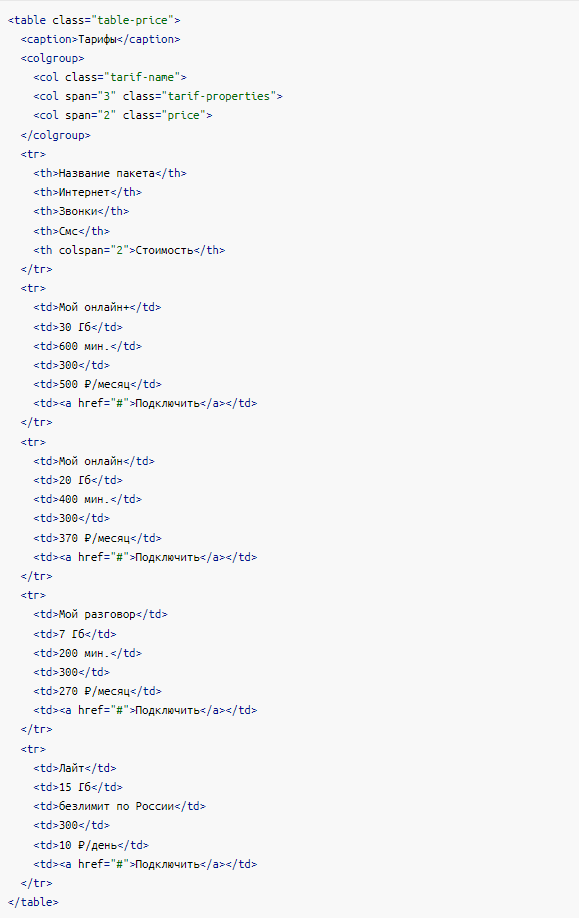 <table class="table-price">
  <caption>Тарифы</caption>
  <colgroup>
    <col class="tarif-name">
    <col span="3" class="tarif-properties">
    <col span="2" class="price">
  </colgroup>
  <tr>
    <th>Название пакета</th>
    <th>Интернет</th>
    <th>Звонки</th>
    <th>Смс</th>
    <th colspan="2">Стоимость</th>
  </tr>
  <tr>
    <td>Мой онлайн+</td>
    <td>30 Гб</td>
    <td>600 мин.</td>
    <td>300</td>
    <td>500 ₽/месяц</td>
    <td><a href="#">Подключить</a></td>
  </tr>
  <tr>
    <td>Мой онлайн</td>
    <td>20 Гб</td>
    <td>400 мин.</td>
    <td>300</td>
    <td>370 ₽/месяц</td>
    <td><a href="#">Подключить</a></td>
  </tr>
  <tr>
    <td>Мой разговор</td>
    <td>7 Гб</td>
    <td>200 мин.</td>
    <td>300</td>
    <td>270 ₽/месяц</td>
    <td><a href="#">Подключить</a></td>
  </tr>
  <tr>
    <td>Лайт</td>
    <td>15 Гб</td>
    <td>безлимит по России</td>
    <td>300</td>
    <td>10 ₽/день</td>
    <td><a href="#">Подключить</a></td>
  </tr>
</table>